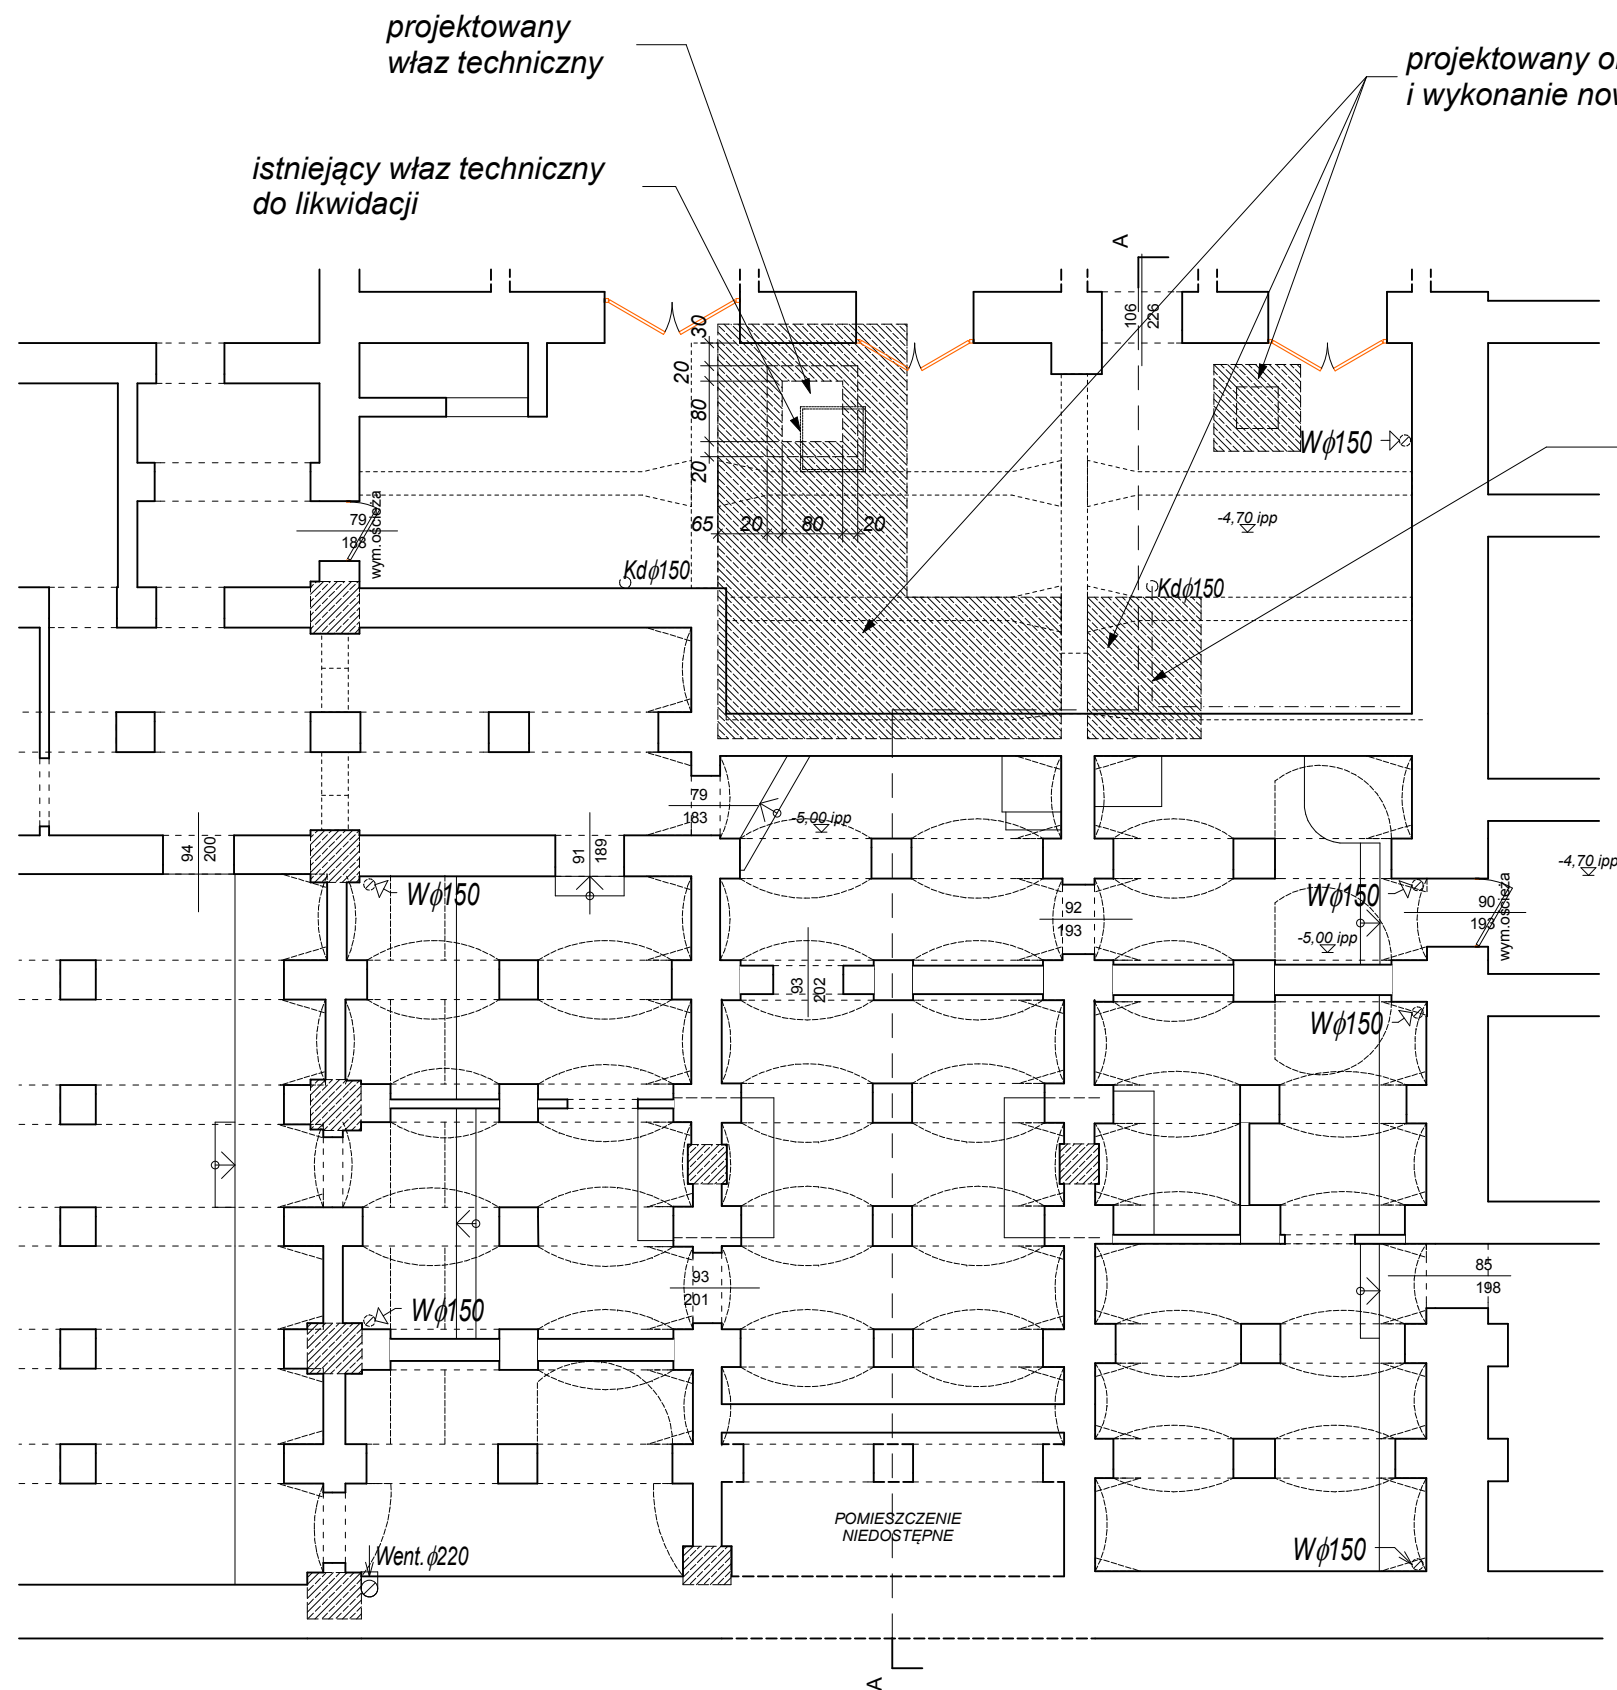 projektowany
właz techniczny
projektowany
i wykonanie
istniejący właz techniczny
do likwidacji
A
106
226
30
20
80
20
65
20
80
20
Wϕ150
-4,70 ipp
79
188
wym.ościeża
Kdϕ150
Kdϕ150
79
183
-5,00 ipp
94
200
91
189
-4,70 ipp
Wϕ150
Wϕ150
92
193
90
193
wym.ościeża
-5,00 ipp
93
202
Wϕ150
93
201
85
198
Wϕ150
POMIESZCZENIE
NIEDOSTĘPNE
Went.ϕ220
Wϕ150
A